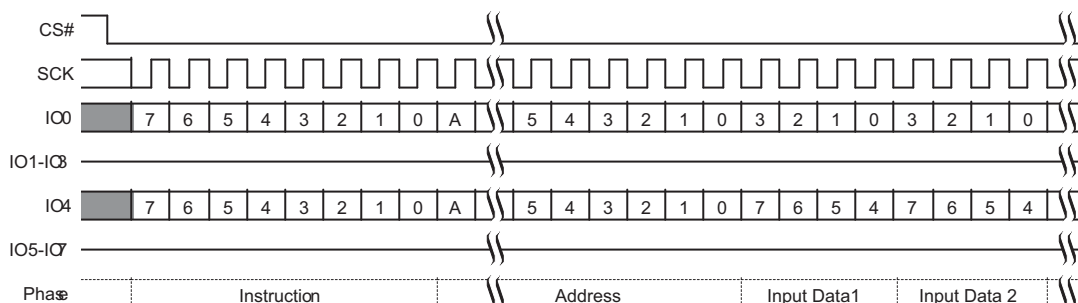 CS#
SCK
IO0 7 6 5 4 3 2 1 0 A 5 4 3 2 1 0 3 2 1 0 3 2 1 0
IO1-IO3
IO4 7 6 5 4 3 2 1 0 A 5 4 3 2 1 0 7 6 5 4 7 6 5 4
IO5-IO7
Phase Instruction Address Input Data1 Input Data 2